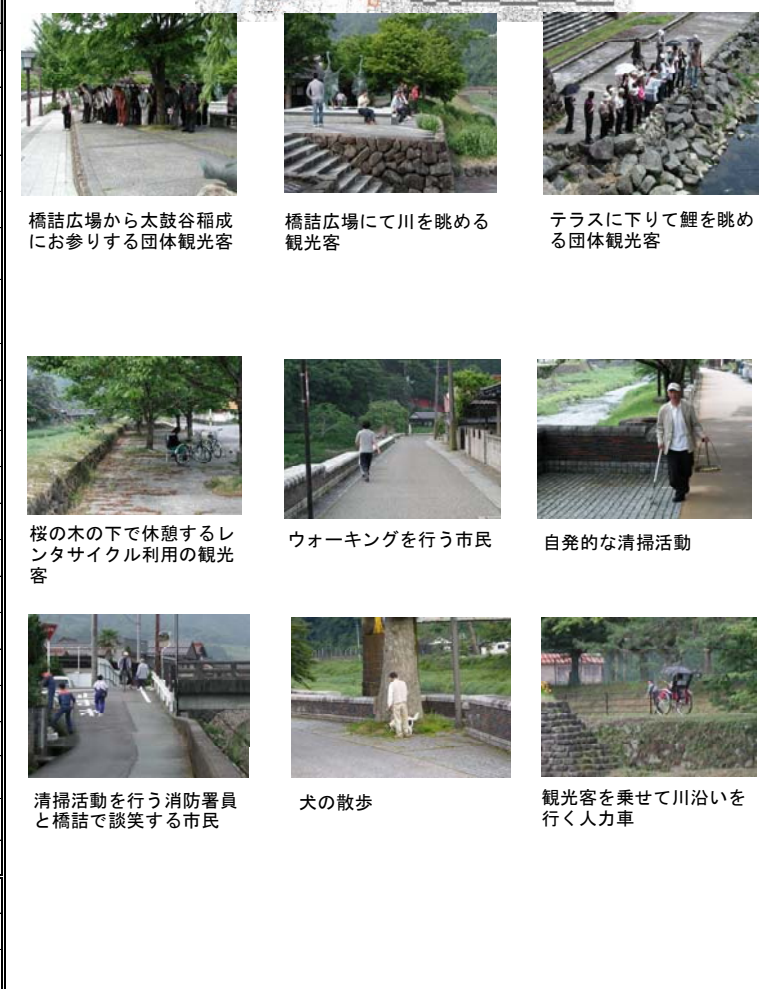 橋詰広場から太鼓谷稲成
にお参りする団体観光客
橋詰広場にて川を眺める
観光客
テラスに下りて鯉を眺め
る団体観光客
桜の木の下で休憩するレ
ンタサイクル利用の観光
客
ウォーキングを行う市民
自発的な清掃活動
清掃活動を行う消防署員
と橋詰で談笑する市民
犬の散歩
観光客を乗せて川沿いを
行く人力車